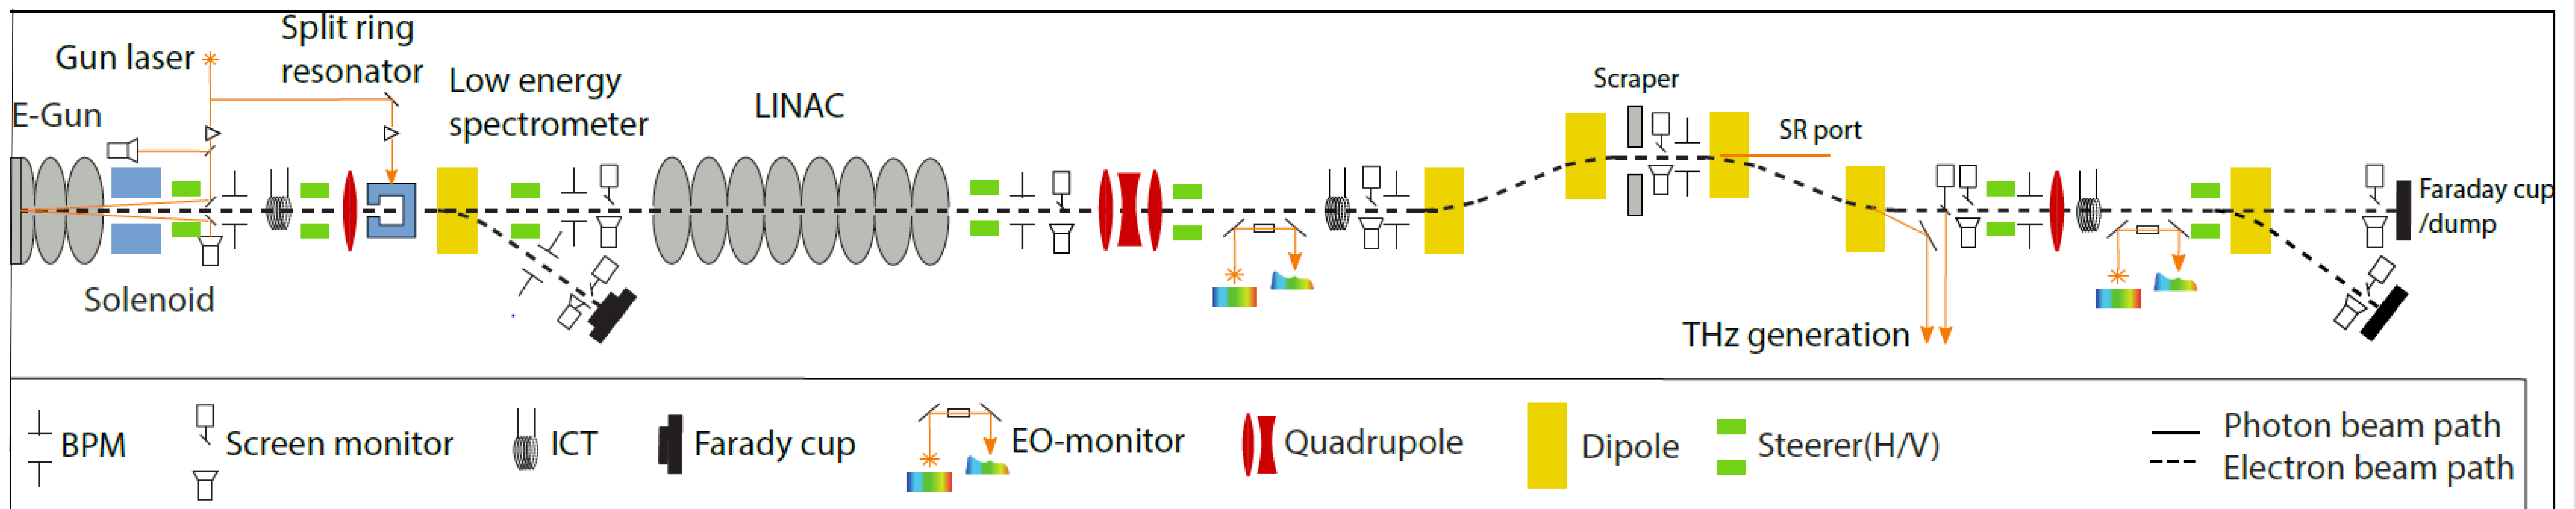 Split ring
resonator
Gun laser
E-Gun
Low energy
spectrometer
LINAC
Scraper
SR port
Faraday cup
/dump
Solenoid
THz generation
BPM
Screen monitor
ICT
Farady cup
EO-monitor
Quadrupole
Dipole
Steerer(H/V)
Photon beam path
Electron beam path